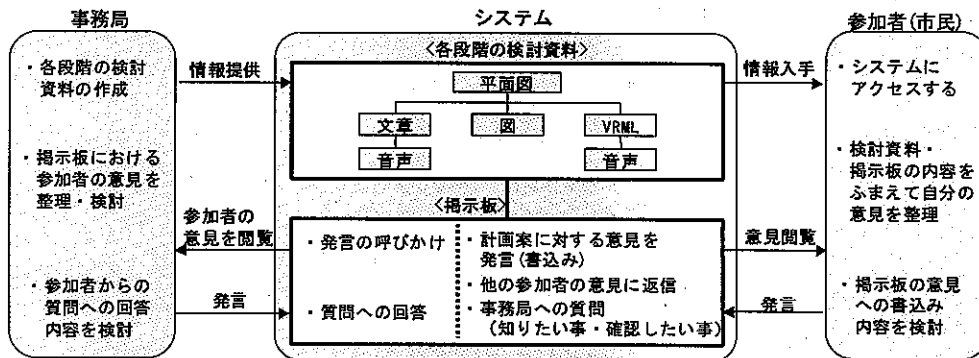 事務局
・各段階の検討
資料の作成
・掲示板における
参加者の意見を
整理・検討
・参加者からの
質問への回答
内容を検討
情報提供
参加者の
意見を閲覧
発言
システム
〈各段階の検討資料〉
平面図
文章
図
VRML
音声
音声
〈掲示板〉
・発言の呼びかけ
・質問への回答
・計画案に対する意見を
発言(書込み)
・他の参加者の意見に返信
・事務局への質問
(知りたい事・確認したい事)
情報入手
意見閲覧
発言
参加者(市民)
・システムに
アクセスする
・検討資料・
掲示板の内容を
ふまえて自分の
意見を整理
・掲示板の意見
への書込み
内容を検討